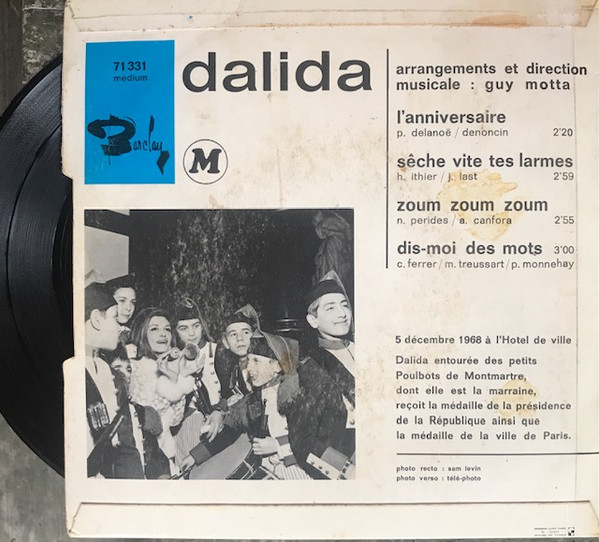 71 331
medium
Barclay
M
dalida
arrangements et direction
musicale : guy motta
l'anniversaire
p. delanoë / denoncin 2'20
sêche vite tes larmes
h. ithier / j. last 2'59
zoum zoum zoum
n. perides / a. canfora 2'55
dis-moi des mots 3'00
c. ferrer / m. treussart / p. monnehay
5 décembre 1968 à l'Hotel de ville
Dalida entourée des petits
Poulbots de Montmartre,
dont elle est la marraine,
reçoit la médaille de la présidence
de la République ainsi que
la médaille de la ville de Paris.
photo recto : sam levin
photo verso : télé-photo